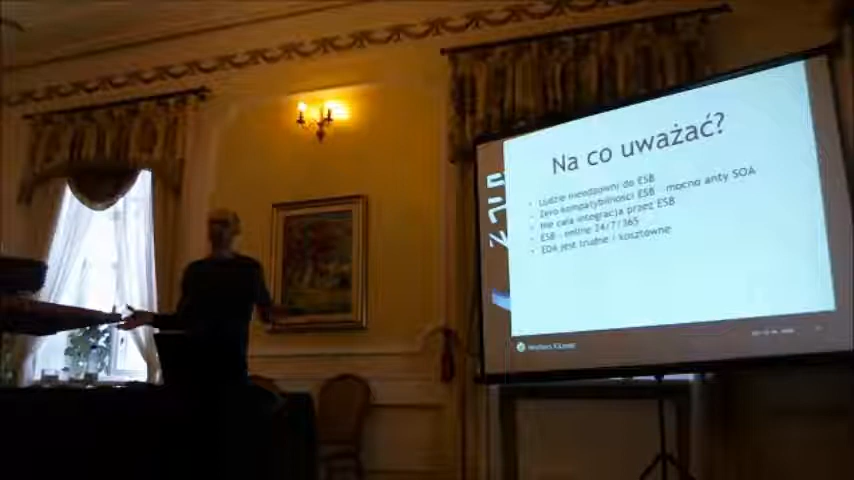 Na co uważać?
Ludzie niewdzięczni do ESB
Zero kompatybilności ESB – mocno anty SOA
Nie cała integracja przez ESB
ESB – online 24/7/365
EDA jest trudne i kosztowne